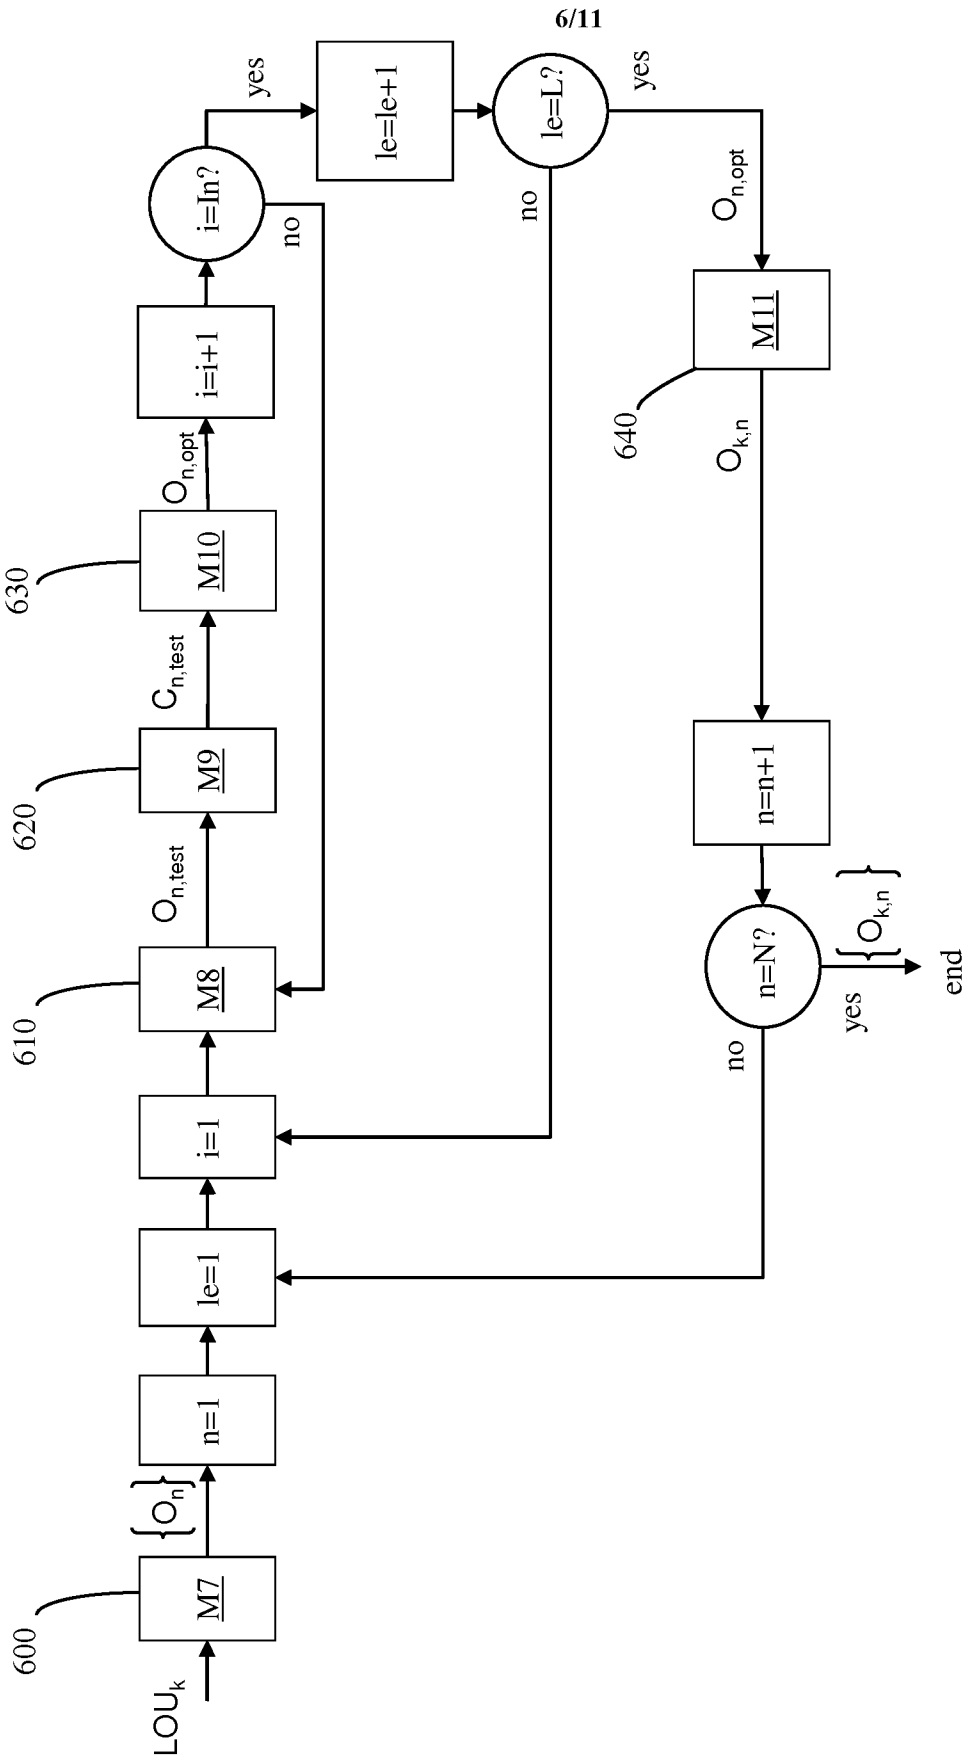 6/11
LOUk
600
M7
{On}
n=1
le=1
i=1
610
M8
On,test
620
M9
Cn,test
630
M10
On,opt
i=i+1
i=In?
yes
no
le=le+1
le=L?
no
yes
On,opt
640
M11
Ok,n
n=n+1
n=N?
no
yes
{Ok,n}
end